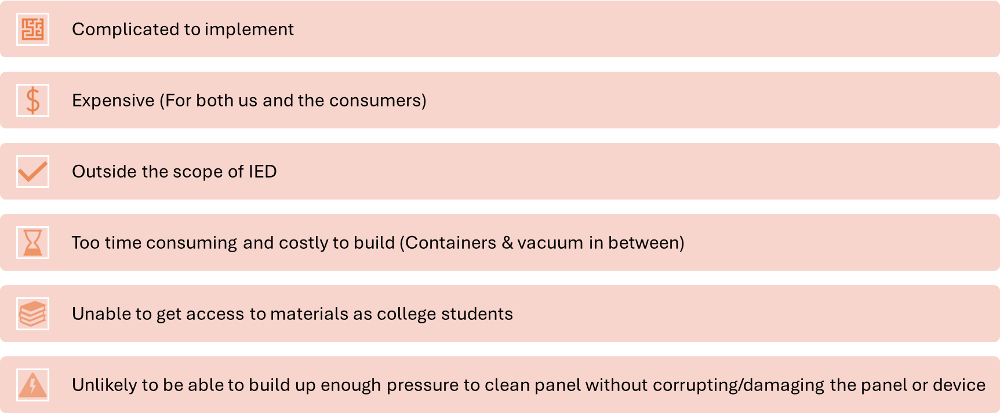 Complicated to implement
Expensive (For both us and the consumers)
Outside the scope of IED
Too time consuming and costly to build (Containers & vacuum in between)
Unable to get access to materials as college students
Unlikely to be able to build up enough pressure to clean panel without corrupting/damaging the panel or device